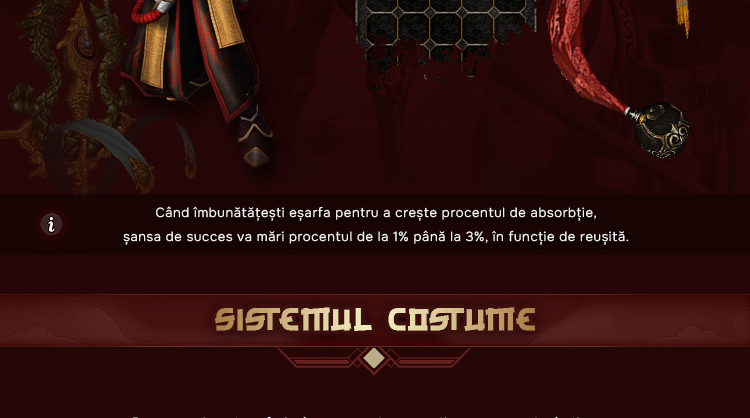 Când îmbunătățești eșarfa pentru a crește procentul de absorbție,
șansa de succes va mări procentul de la 1% până la 3%, în funcție de reușită.
SISTEMUL COSTUME